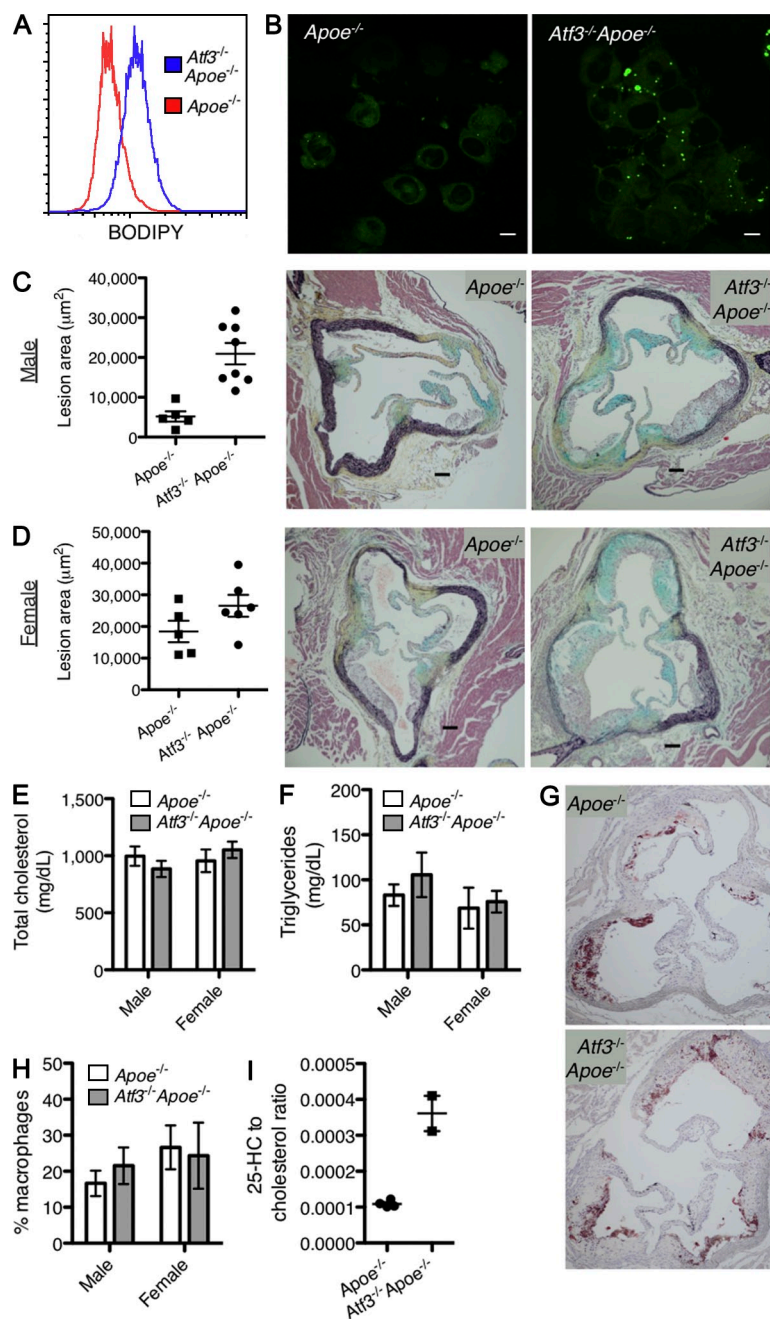 A
Atf3⁻/⁻
Apoe⁻/⁻
Apoe⁻/⁻
BODIPY
B
Apoe⁻/⁻
Atf3⁻/⁻Apoe⁻/⁻
C
Male
Lesion area (μm²)
40,000
30,000
20,000
10,000
0
Apoe⁻/⁻
Atf3⁻/⁻ Apoe⁻/⁻
Apoe⁻/⁻
Atf3⁻/⁻
Apoe⁻/⁻
D
Female
Lesion area (μm²)
50,000
40,000
30,000
20,000
10,000
0
Apoe⁻/⁻
Atf3⁻/⁻ Apoe⁻/⁻
Apoe⁻/⁻
Atf3⁻/⁻
Apoe⁻/⁻
E
Total cholesterol
(mg/dL)
1,500
1,000
500
0
Apoe⁻/⁻
Atf3⁻/⁻Apoe⁻/⁻
Male
Female
F
Triglycerides
(mg/dL)
200
150
100
50
0
Apoe⁻/⁻
Atf3⁻/⁻Apoe⁻/⁻
Male
Female
G
Apoe⁻/⁻
Atf3⁻/⁻
Apoe⁻/⁻
H
% macrophages
50
40
30
20
10
0
Apoe⁻/⁻
Atf3⁻/⁻Apoe⁻/⁻
Male
Female
I
25-HC to
cholesterol ratio
0.0005
0.0004
0.0003
0.0002
0.0001
0.0000
Apoe⁻/⁻
Atf3⁻/⁻Apoe⁻/⁻